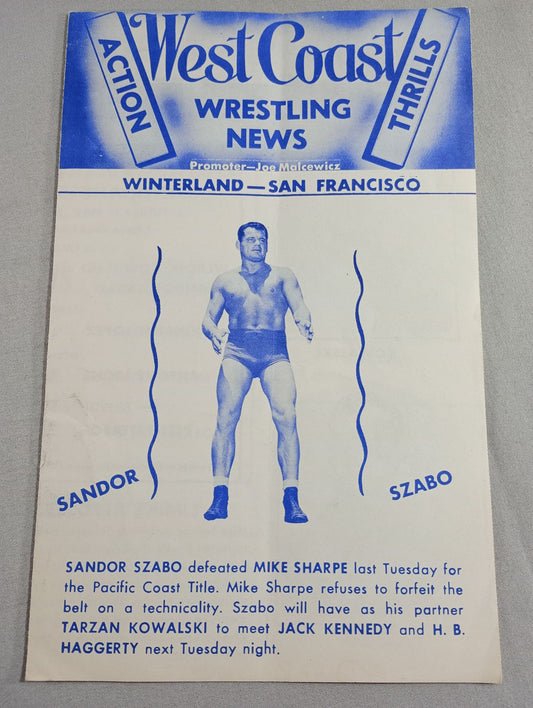 ACTION
West Coast
THRILLS
WRESTLING
NEWS
Promoter—Joe Malcewicz
WINTERLAND — SAN FRANCISCO
SANDOR
SZABO
SANDOR SZABO defeated MIKE SHARPE last Tuesday for
the Pacific Coast Title. Mike Sharpe refuses to forfeit the
belt on a technicality. Szabo will have as his partner
TARZAN KOWALSKI to meet JACK KENNEDY and H. B.
HAGGERTY next Tuesday night.